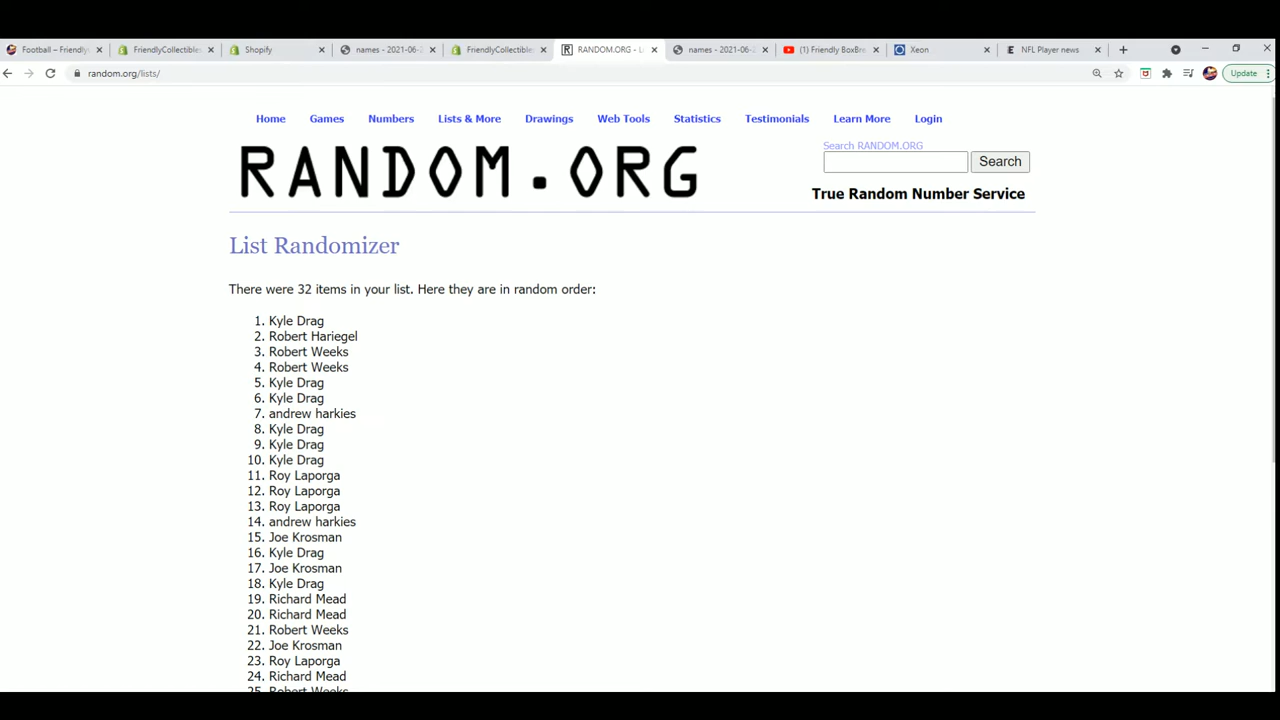 Football – Friendly
FriendlyCollectibles
Shopify
names - 2021-06-
FriendlyCollectibles
RANDOM.ORG - L
names - 2021-06-
(1) Friendly BoxBre
Xeon
NFL Player news
random.org/lists/
Update
Home Games Numbers Lists & More Drawings Web Tools Statistics Testimonials Learn More Login
RANDOM.ORG
Search RANDOM.ORG
Search
True Random Number Service
List Randomizer
There were 32 items in your list. Here they are in random order:
1. Kyle Drag
2. Robert Hariegel
3. Robert Weeks
4. Robert Weeks
5. Kyle Drag
6. Kyle Drag
7. andrew harkies
8. Kyle Drag
9. Kyle Drag
10. Kyle Drag
11. Roy Laporga
12. Roy Laporga
13. Roy Laporga
14. andrew harkies
15. Joe Krosman
16. Kyle Drag
17. Joe Krosman
18. Kyle Drag
19. Richard Mead
20. Richard Mead
21. Robert Weeks
22. Joe Krosman
23. Roy Laporga
24. Richard Mead
25. Robert Weeks